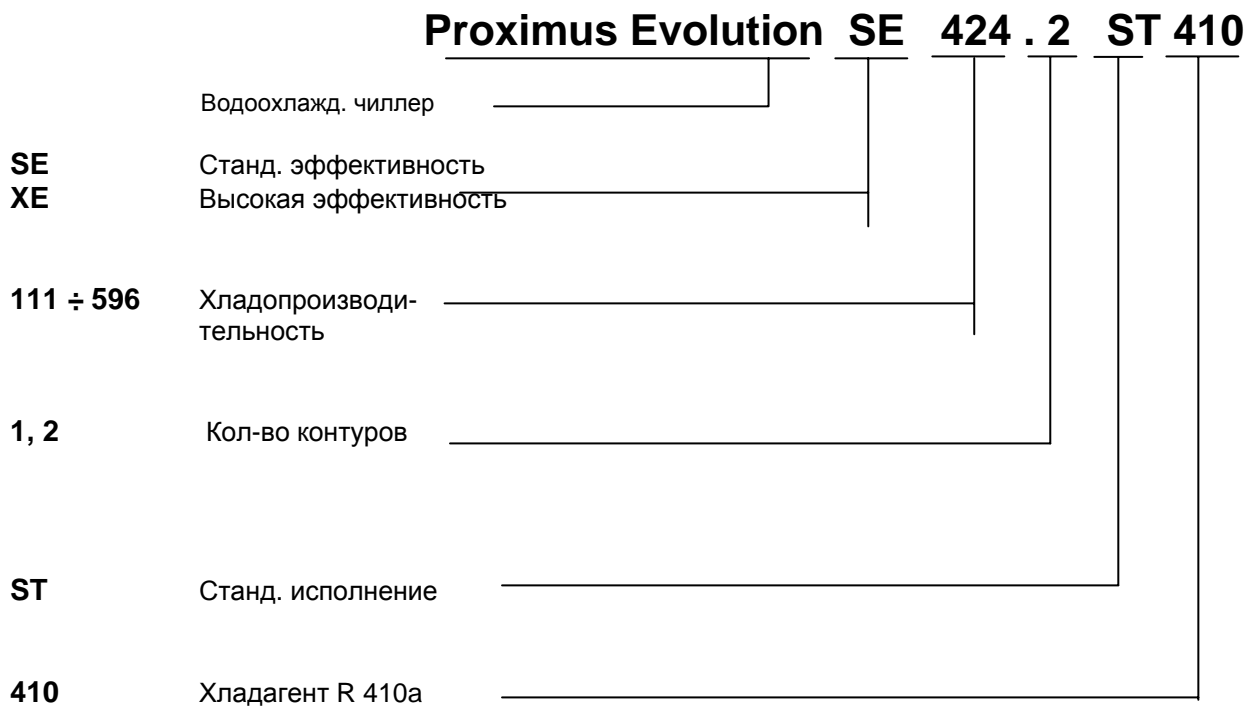 Proximus Evolution SE 424 . 2 ST 410
Водоохлажд. чиллер
SE Станд. эффективность
XE Высокая эффективность
111 ÷ 596 Хладопроизводи-
тельность
1, 2 Кол-во контуров
ST Станд. исполнение
410 Хладагент R 410a